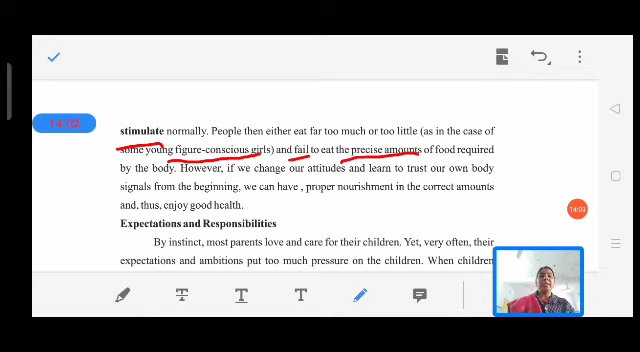 14:22
stimulate normally. People then either eat far too much or too little (as in the case of
some young figure-conscious girls) and fail to eat the precise amounts of food required
by the body. However, if we change our attitudes and learn to trust our own body
signals from the beginning, we can have , proper nourishment in the correct amounts
and, thus, enjoy good health.
14:03
Expectations and Responsibilities
By instinct, most parents love and care for their children. Yet, very often, their
expectations and ambitions put too much pressure on the children. When children
T T T